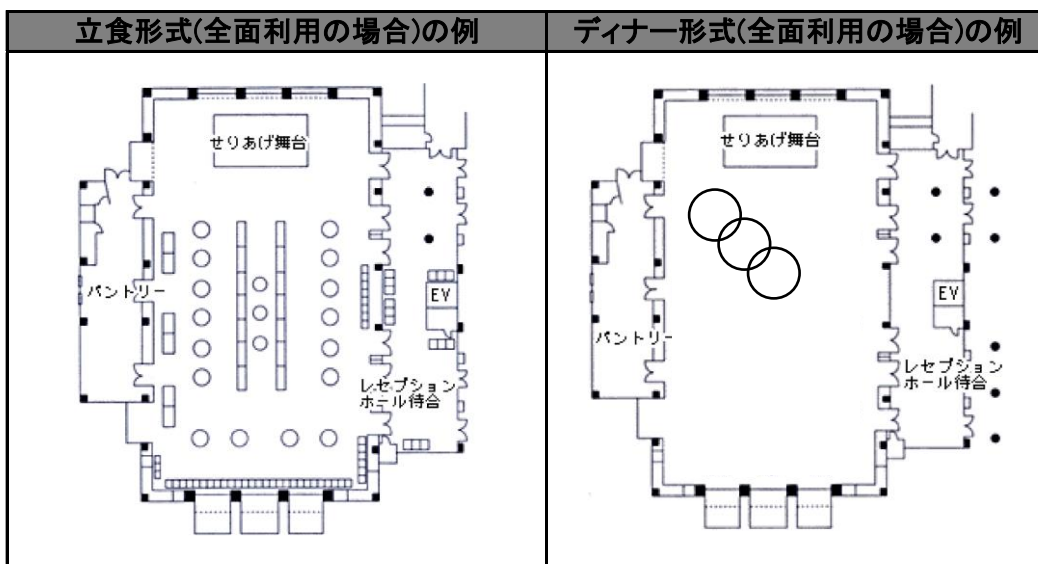 立食形式(全面利用の場合)の例
ディナー形式(全面利用の場合)の例
せりあげ舞台
パントリー
EV
レセプション
ホール待合
せりあげ舞台
パントリー
EV
レセプション
ホール待合